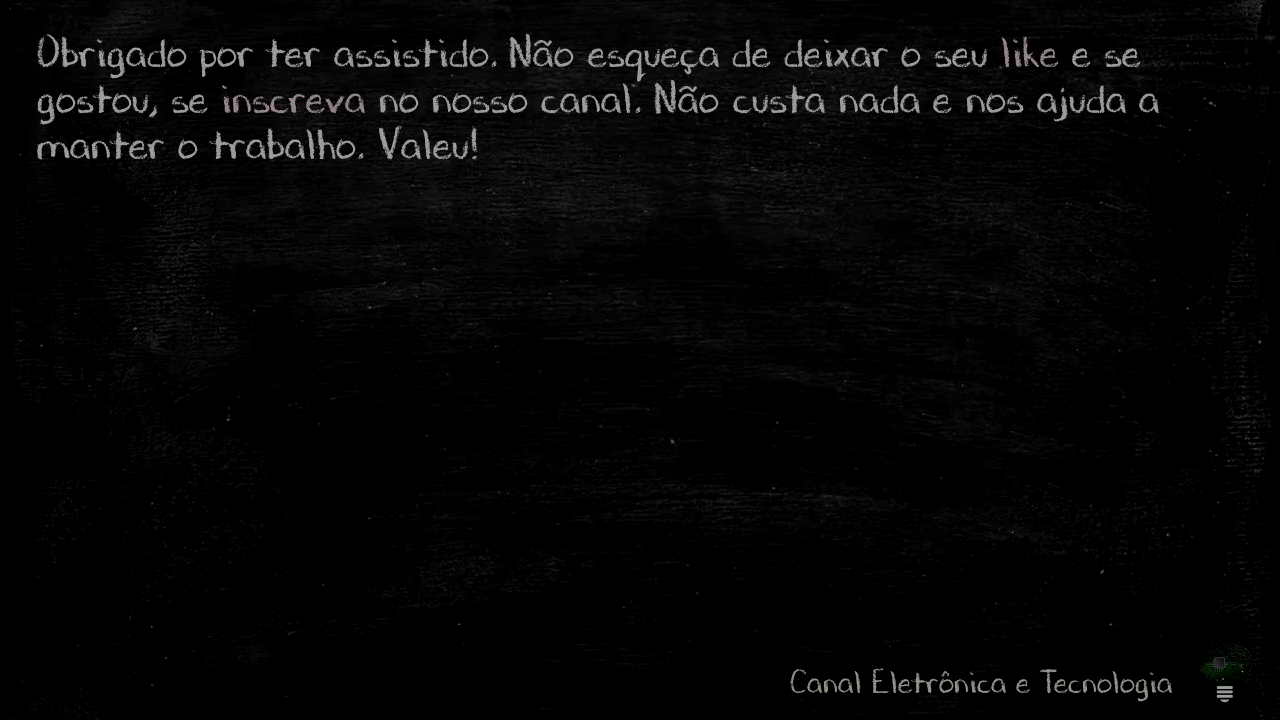 Obrigado por ter assistido. Não esqueça de deixar o seu like e se
gostou, se inscreva no nosso canal. Não custa nada e nos ajuda a
manter o trabalho. Valeu!
Canal Eletrônica e Tecnologia